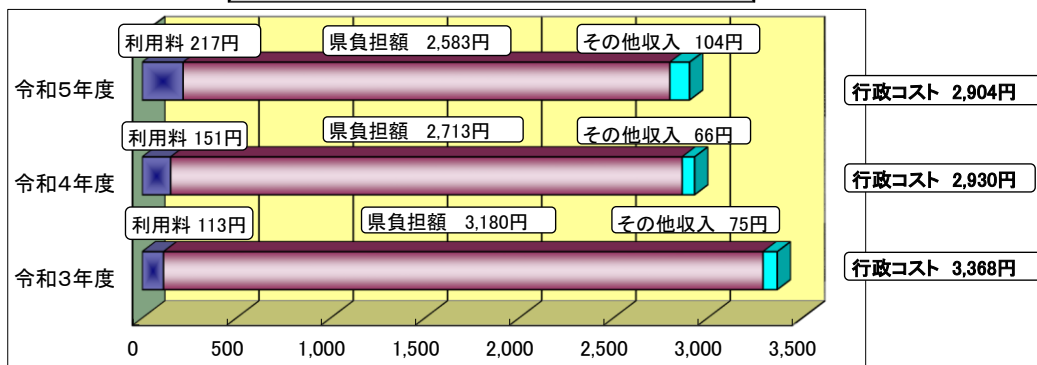 利用料 217円 県負担額 2,583円 その他収入 104円
令和5年度 行政コスト 2,904円
利用料 151円 県負担額 2,713円 その他収入 66円
令和4年度 行政コスト 2,930円
利用料 113円 県負担額 3,180円 その他収入 75円
令和3年度 行政コスト 3,368円
0 500 1,000 1,500 2,000 2,500 3,000 3,500